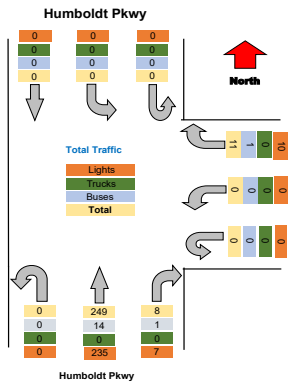 Humboldt Pkwy
0 0 0
0 0 0
0 0 0
0 0 0
North
Total Traffic
Lights
Trucks
Buses
Total
11 1 0 10
0 0 0 0
0 0 0 0
0 249 8
0 14 1
0 0 0
0 235 7
Humboldt Pkwy